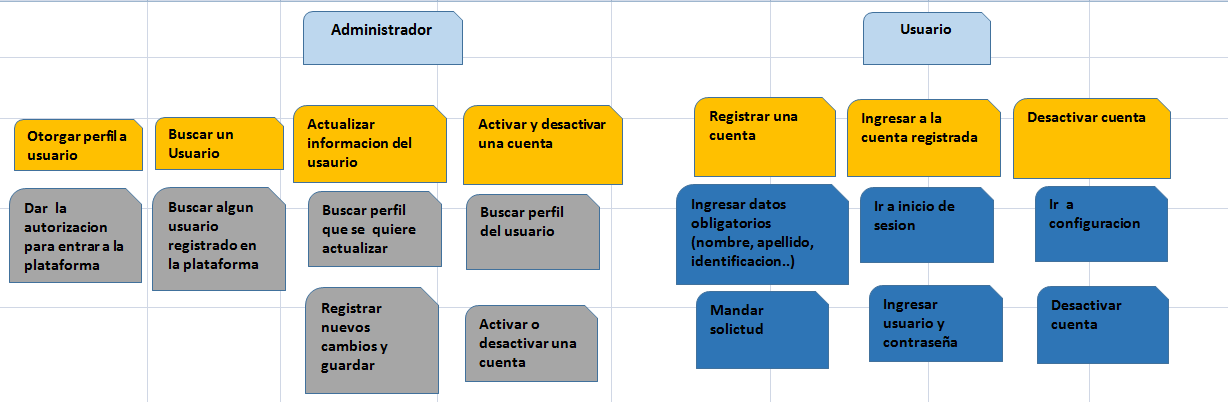 Administrador
Usuario
Otorgar perfil a
usuario
Buscar un
Usuario
Actualizar
informacion del
usaurio
Activar y desactivar
una cuenta
Registrar una
cuenta
Ingresar a la
cuenta registrada
Desactivar cuenta
Dar la
autorizacion
para entrar a la
plataforma
Buscar algun
usuario
registrado en
la plataforma
Buscar perfil
que se quiere
actualizar
Buscar perfil
del usuario
Ingresar datos
obligatorios
(nombre, apellido,
identificacion..)
Ir a inicio de
sesion
Ir a
configuracion
Registrar
nuevos
cambios y
guardar
Activar o
desactivar una
cuenta
Mandar
solictud
Ingresar
usuario y
contraseña
Desactivar
cuenta